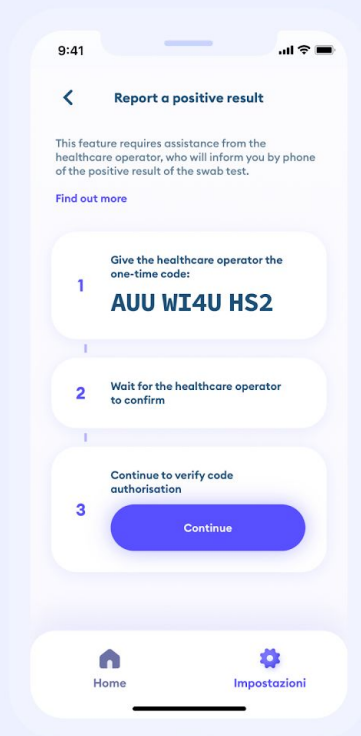 9:41
Report a positive result
This feature requires assistance from the
healthcare operator, who will inform you by phone
of the positive result of the swab test.
Find out more
1
Give the healthcare operator the
one-time code:
AUU WI4U HS2
2
Wait for the healthcare operator
to confirm
3
Continue to verify code
authorisation
Continue
Home
Impostazioni